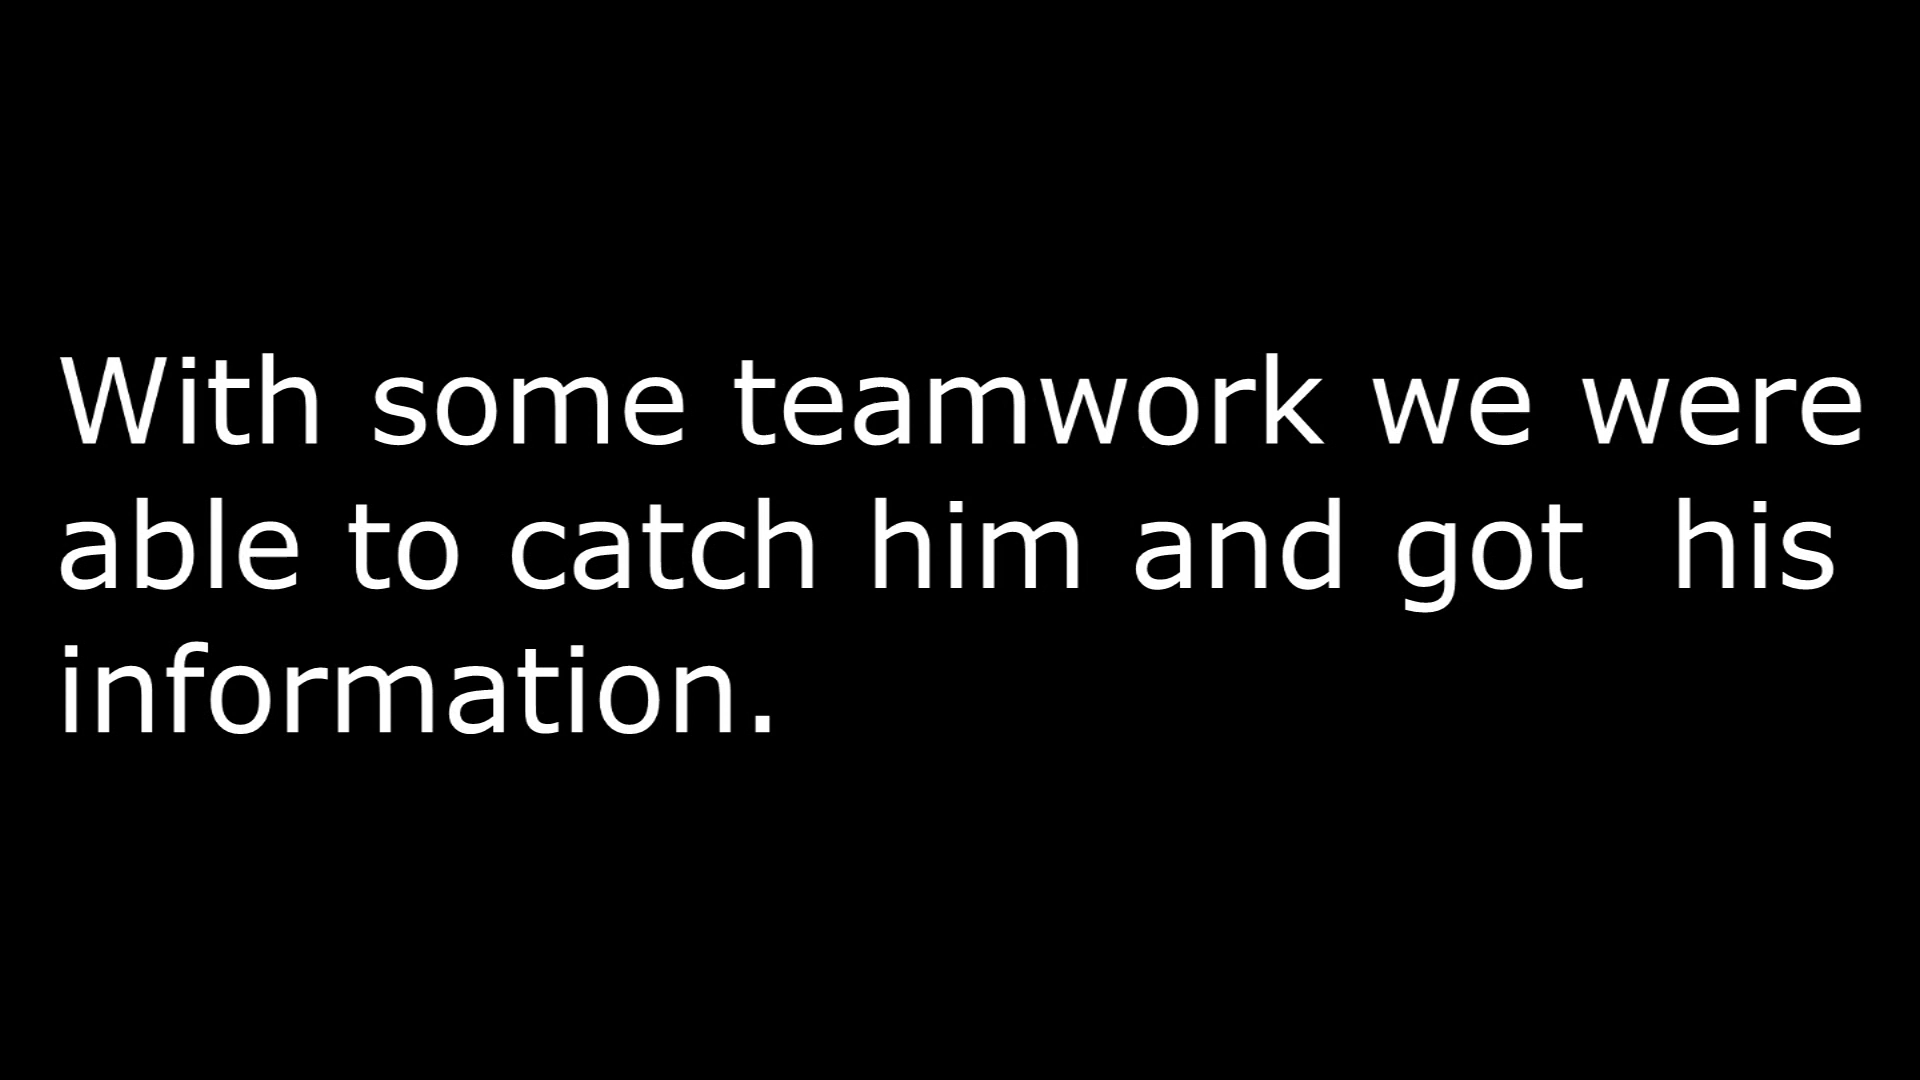 With some teamwork we were
able to catch him and got  his
information.